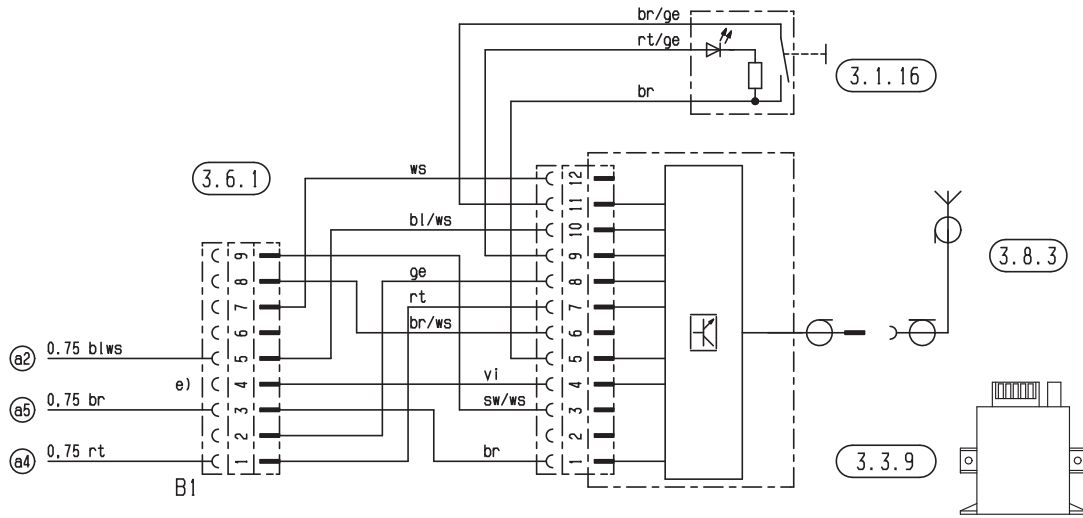 br/ge
rt/ge
3.1.16
br
ws
3.6.1
12
11
bl/ws
10
9
9
3.8.3
ge
8
8
rt
7
7
br/ws
6
6
a2 0.75 blws
5
5
e)
4
vi
4
a5 0,75 br
3
sw/ws
3
2
2
a4 0,75 rt
1
br
1
3.3.9
B1